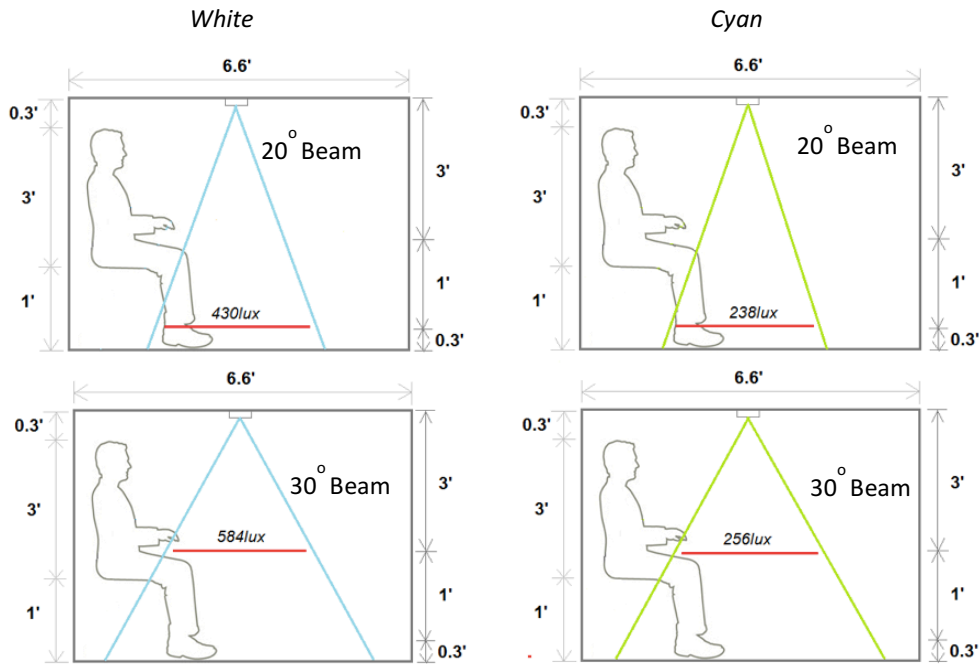 White
Cyan
6.6'
0.3'
3'
1'
20° Beam
430lux
3'
1'
0.3'
6.6'
0.3'
3'
1'
20° Beam
238lux
3'
1'
0.3'
6.6'
0.3'
3'
1'
30° Beam
584lux
3'
1'
0.3'
6.6'
0.3'
3'
1'
30° Beam
256lux
3'
1'
0.3'